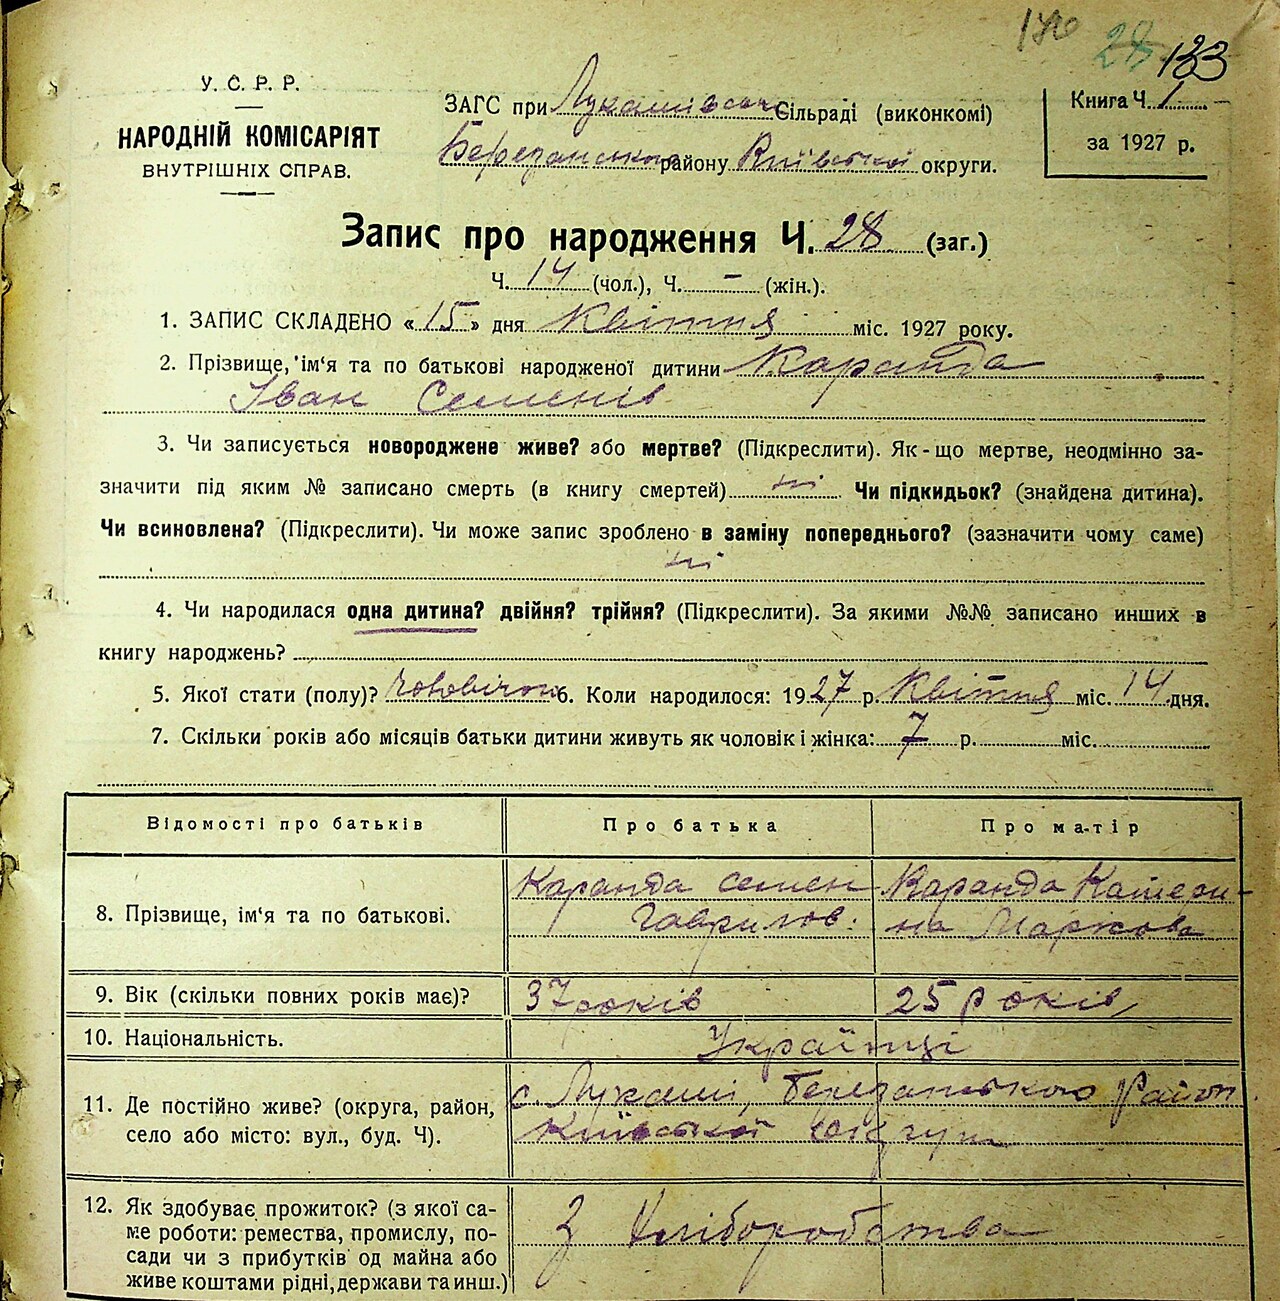 170 28 133
У. С. Р. Р.
НАРОДНІЙ КОМІСАРІЯТ
ВНУТРІШНІХ СПРАВ.
ЗАГС при Лукашівськ. Сільраді (виконкомі)
Березанського району Київської округи.
Книга Ч. 1
за 1927 р.
Запис про народження Ч. 28 (заг.)
Ч. 14 (чол.), Ч. – (жін.).
1. ЗАПИС СКЛАДЕНО «15» дня Квітня міс. 1927 року.
2. Прізвище, ім'я та по батькові народженої дитини Каранда
Іван Семенів
3. Чи записується новороджене живе? або мертве? (Підкреслити). Як-що мертве, неодмінно за-
значити під яким № записано смерть (в книгу смертей) ні Чи підкидьок? (знайдена дитина).
Чи всиновлена? (Підкреслити). Чи може запис зроблено в заміну попереднього? (зазначити чому саме)
ні
4. Чи народилася одна дитина? двійня? трійня? (Підкреслити). За якими №№ записано инших в
книгу народжень?
5. Якої стати (полу)? чоловічої 6. Коли народилося: 1927 р. Квітня міс. 14 дня.
7. Скільки років або місяців батьки дитини живуть як чоловік і жінка: 7 р. міс.
Відомості про батьків Про батька Про матір
8. Прізвище, ім'я та по батькові.
Каранда Семен
Гаврилов.
Каранда Катери-
на Маркова
9. Вік (скільки повних років має)? 37 років 25 років
10. Національність. Українці
11. Де постійно живе? (округа, район,
село або місто: вул., буд. Ч).
с. Лукаші, Березанського район
Київської округи
12. Як здобуває прожиток? (з якої са-
ме роботи: ремества, промислу, по-
сади чи з прибутків од майна або
живе коштами рідні, держави та инш.)
З хліборобства